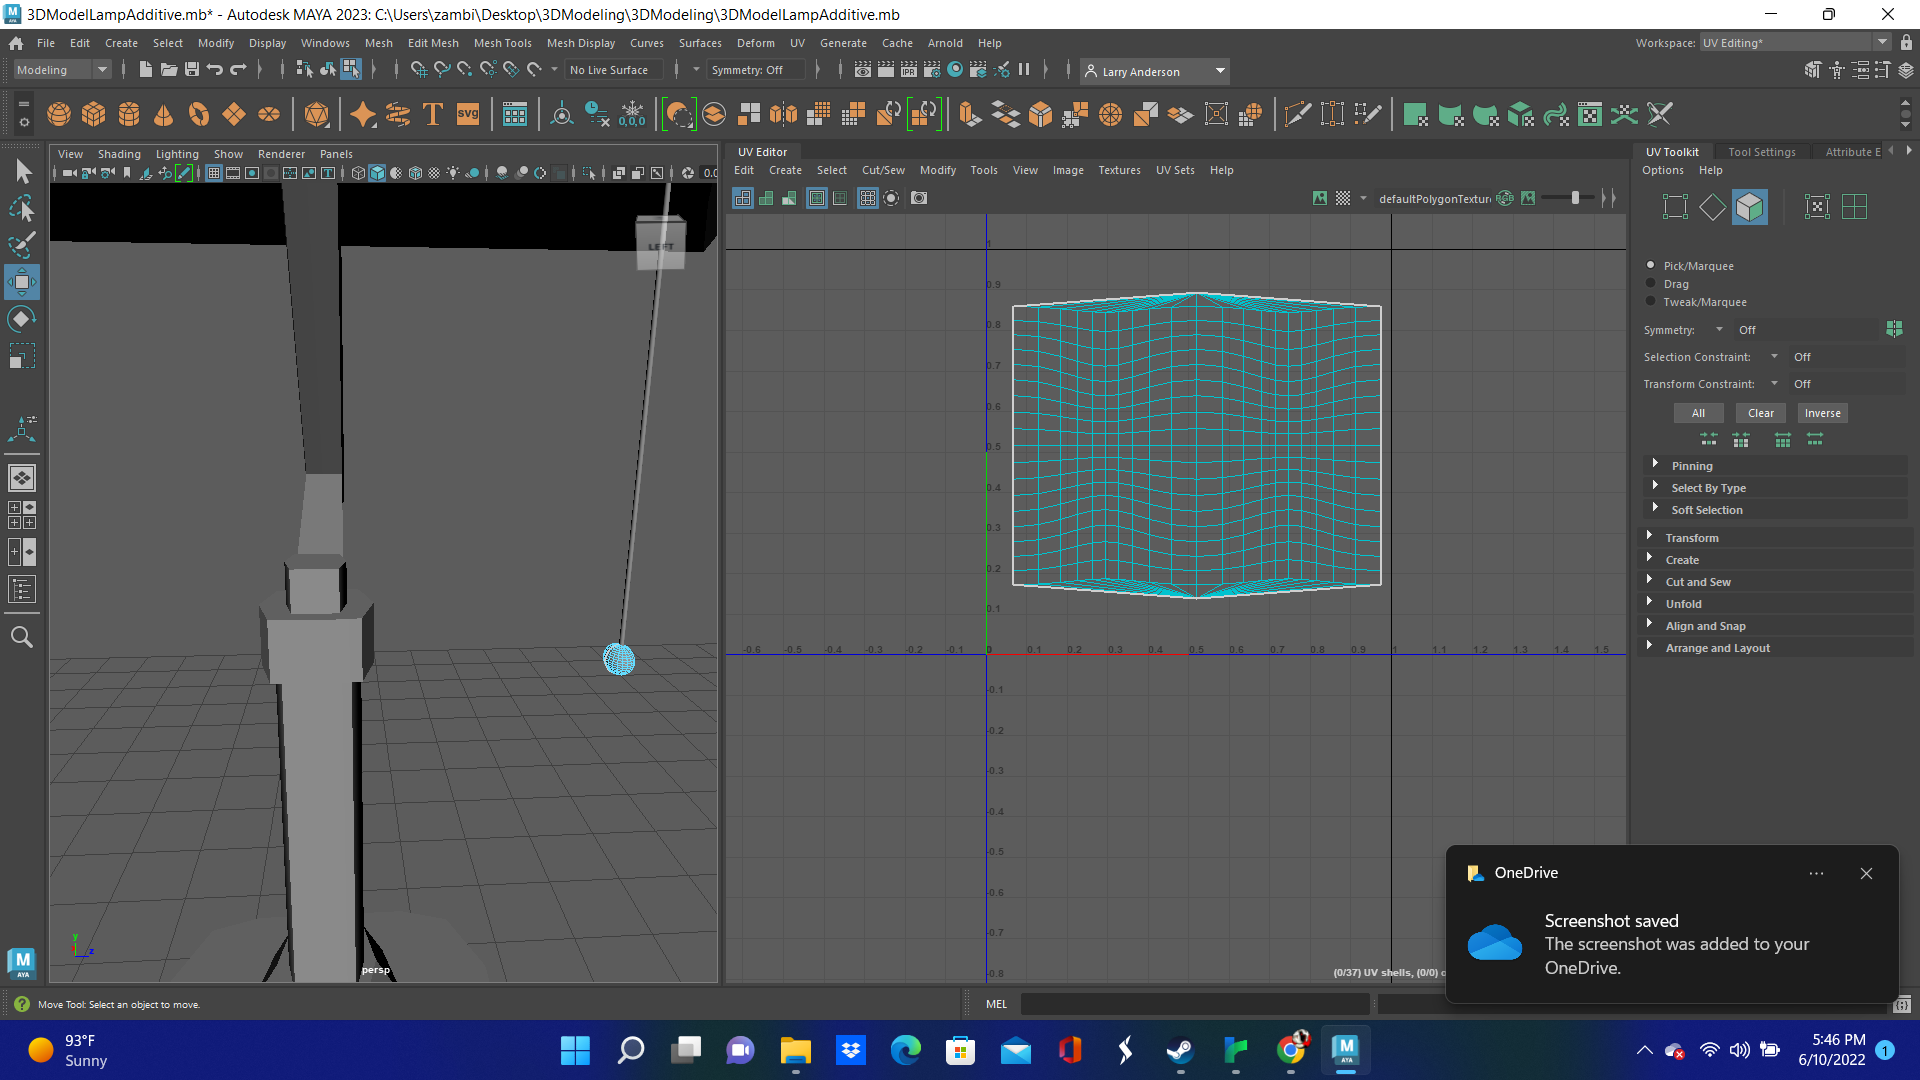 3DModelLampAdditive.mb* - Autodesk MAYA 2023: C:\Users\zambi\Desktop\3DModeling\3DModeling\3DModelLampAdditive.mb
File Edit Create Select Modify Display Windows Mesh Edit Mesh Mesh Tools Mesh Display Curves Surfaces Deform UV Generate Cache Arnold Help
Workspace: UV Editing*
Modeling
No Live Surface
Symmetry: Off
Larry Anderson
IPR
T
svg
0,0,0
View Shading Lighting Show Renderer Panels
0.0
LEFT
persp
y
z
UV Editor
Edit Create Select Cut/Sew Modify Tools View Image Textures UV Sets Help
defaultPolygonTextur
RGB
1
0.9
0.8
0.7
0.6
0.5
0.4
0.3
0.2
0.1
-0.6 -0.5 -0.4 -0.3 -0.2 -0.1 0 0.1 0.2 0.3 0.4 0.5 0.6 0.7 0.8 0.9 1 1.1 1.2 1.3 1.4 1.5
-0.1
-0.2
-0.3
-0.4
-0.5
-0.6
-0.7
-0.8
(0/37) UV shells, (0/0)
UV Toolkit Tool Settings Attribute E
Options Help
Pick/Marquee
Drag
Tweak/Marquee
Symmetry: Off
Selection Constraint: Off
Transform Constraint: Off
All Clear Inverse
Pinning
Select By Type
Soft Selection
Transform
Create
Cut and Sew
Unfold
Align and Snap
Arrange and Layout
OneDrive
Screenshot saved
The screenshot was added to your
OneDrive.
M
AYA
Move Tool: Select an object to move.
MEL
93°F
Sunny
5:46 PM
6/10/2022
1